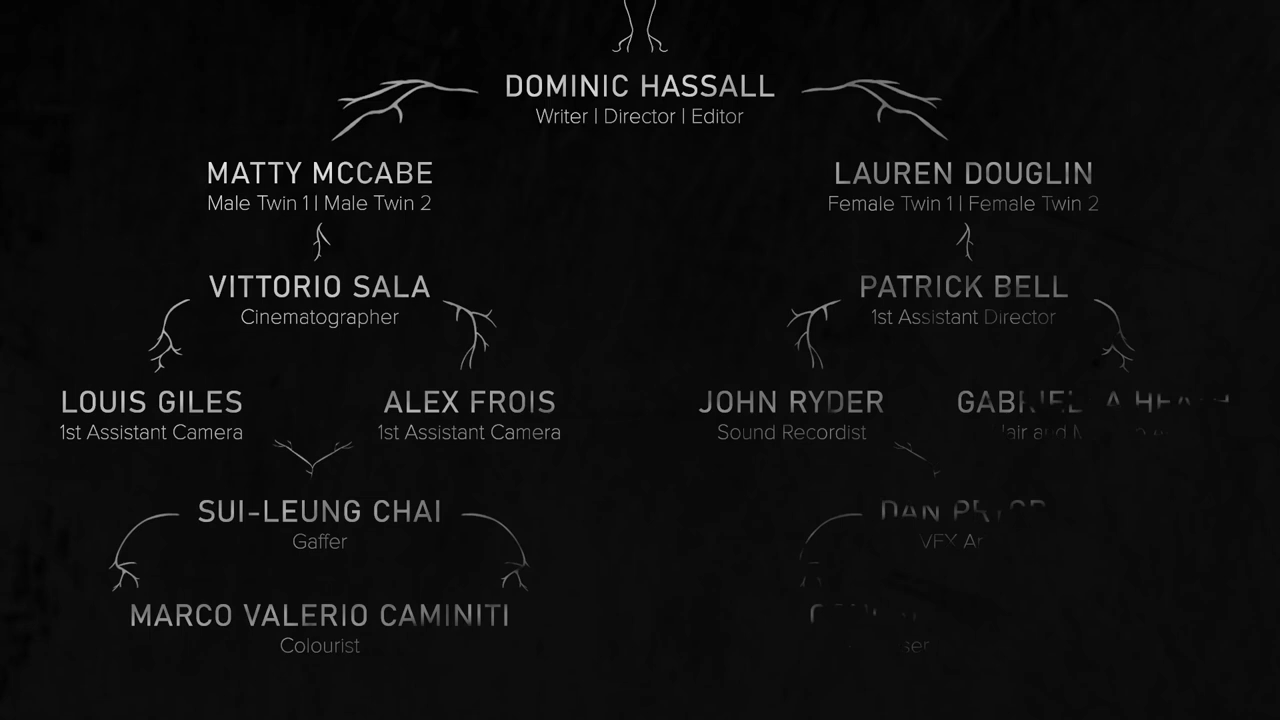 DOMINIC HASSALL
Writer | Director | Editor
MATTY MCCABE
Male Twin 1 | Male Twin 2
LAUREN DOUGLIN
Female Twin 1 | Female Twin 2
VITTORIO SALA
Cinematographer
PATRICK BELL
1st Assistant Director
LOUIS GILES
1st Assistant Camera
ALEX FROIS
1st Assistant Camera
JOHN RYDER
Sound Recordist
SUI-LEUNG CHAI
Gaffer
DAN
VFX
MARCO VALERIO CAMINITI
Colourist